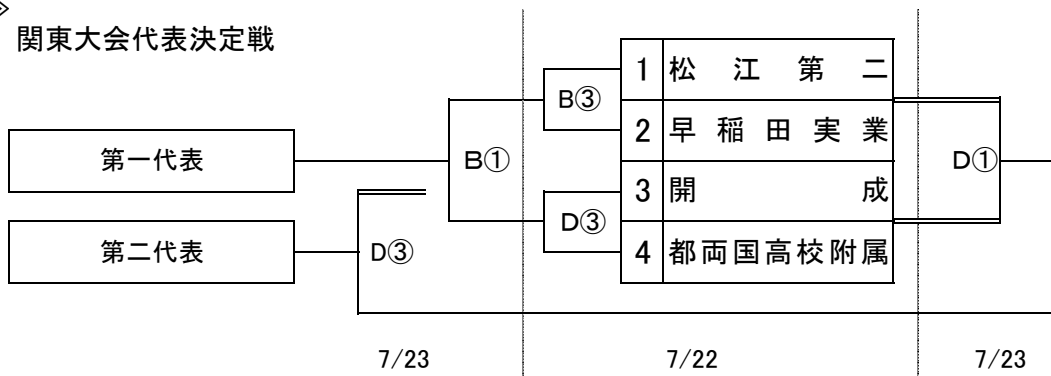 関東大会代表決定戦
1 松江第二
B③
2 早稲田実業
第一代表
B①
D①
3 開成
D③
第二代表
D③
4 都両国高校附属
7/23
7/22
7/23